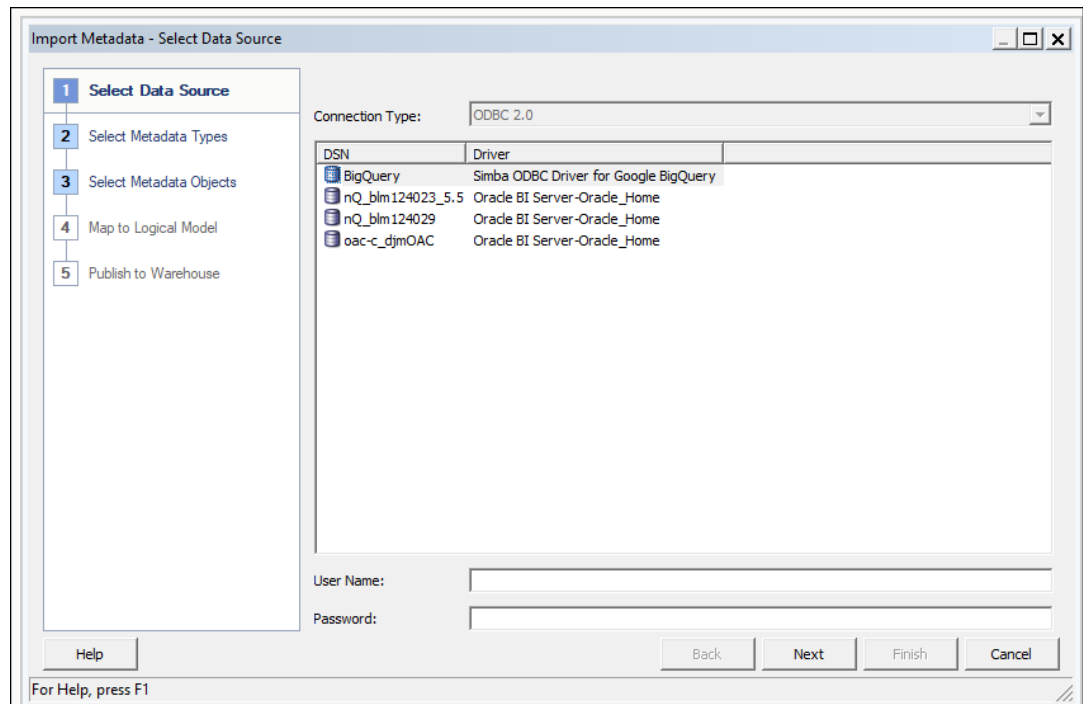 Import Metadata - Select Data Source
1 Select Data Source
2 Select Metadata Types
3 Select Metadata Objects
4 Map to Logical Model
5 Publish to Warehouse
Connection Type: ODBC 2.0
DSN Driver
BigQuery Simba ODBC Driver for Google BigQuery
nQ_blm124023_5.5 Oracle BI Server-Oracle_Home
nQ_blm124029 Oracle BI Server-Oracle_Home
oac-c_djmOAC Oracle BI Server-Oracle_Home
User Name:
Password:
Help Back Next Finish Cancel
For Help, press F1